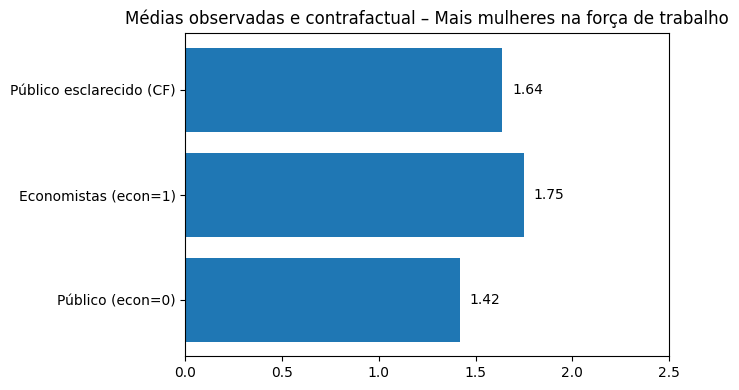 Médias observadas e contrafactual – Mais mulheres na força de trabalho
Público esclarecido (CF)
1.64
Economistas (econ=1)
1.75
Público (econ=0)
1.42
0.0 0.5 1.0 1.5 2.0 2.5